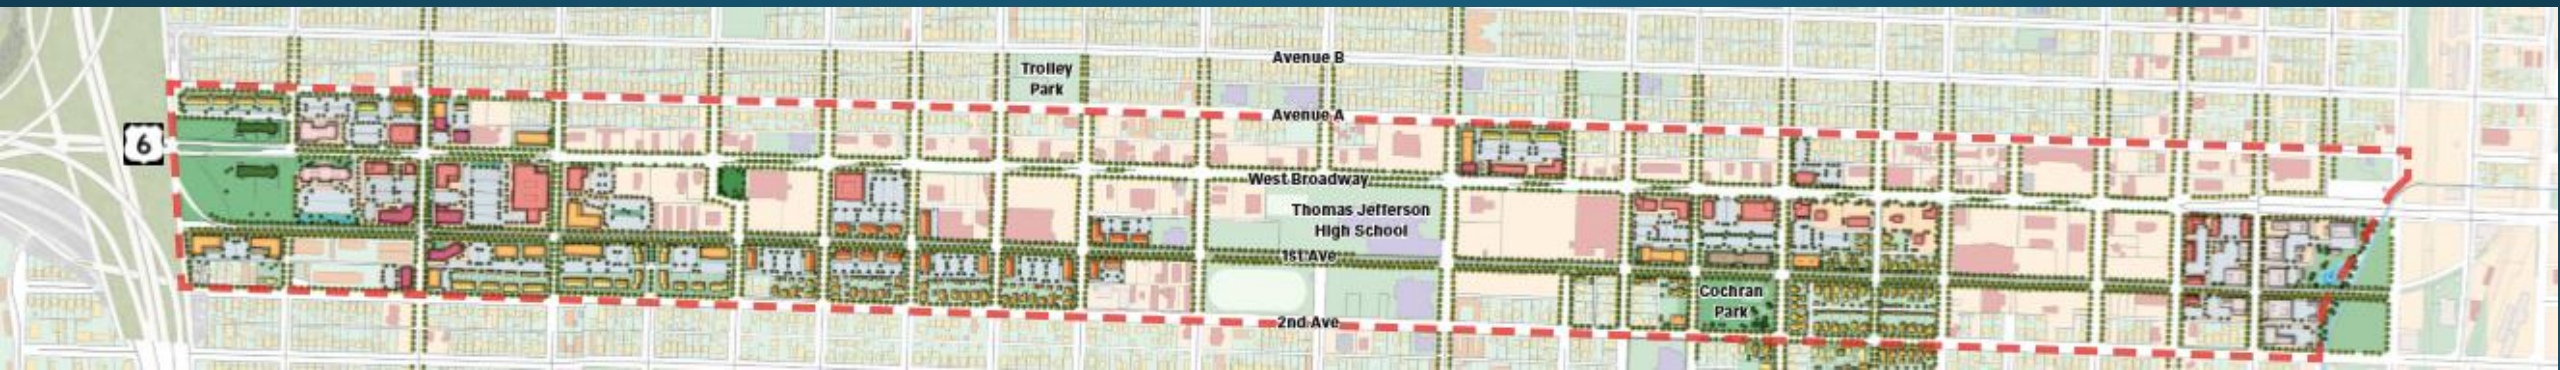 Avenue B
Trolley
Park
Avenue A
6
West Broadway
Thomas Jefferson
High School
1st Ave
Cochran
Park
2nd Ave